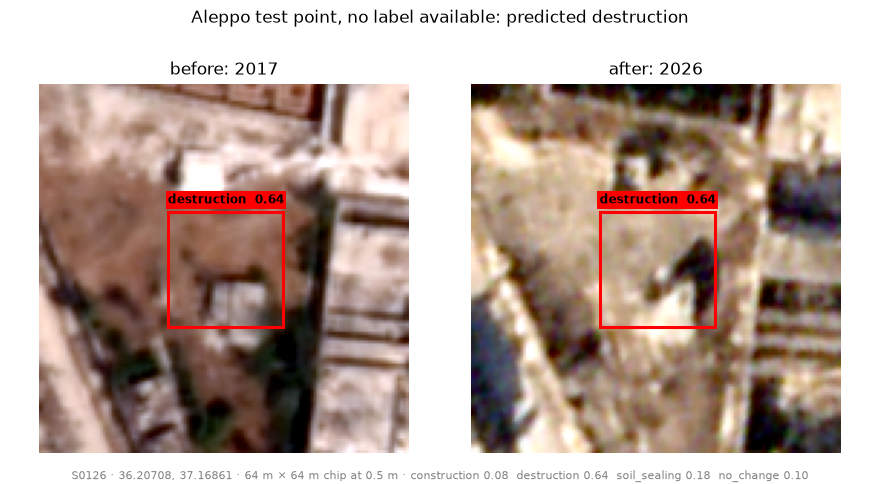 Aleppo test point, no label available: predicted destruction
before: 2017
after: 2026
destruction 0.64
destruction 0.64
S0126 · 36.20708, 37.16861 · 64 m × 64 m chip at 0.5 m · construction 0.08 destruction 0.64 soil_sealing 0.18 no_change 0.10